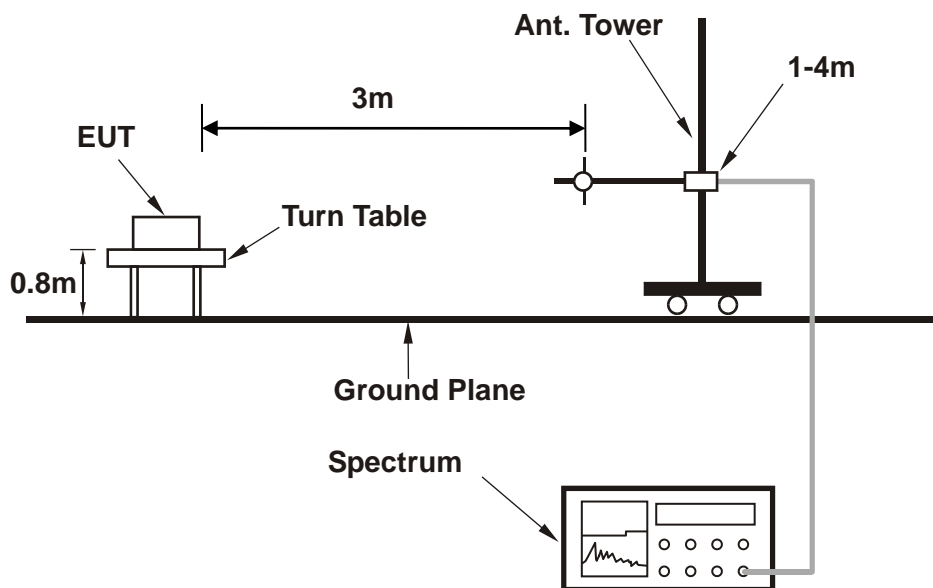 Ant. Tower
1-4m
3m
EUT
Turn Table
0.8m
Ground Plane
Spectrum